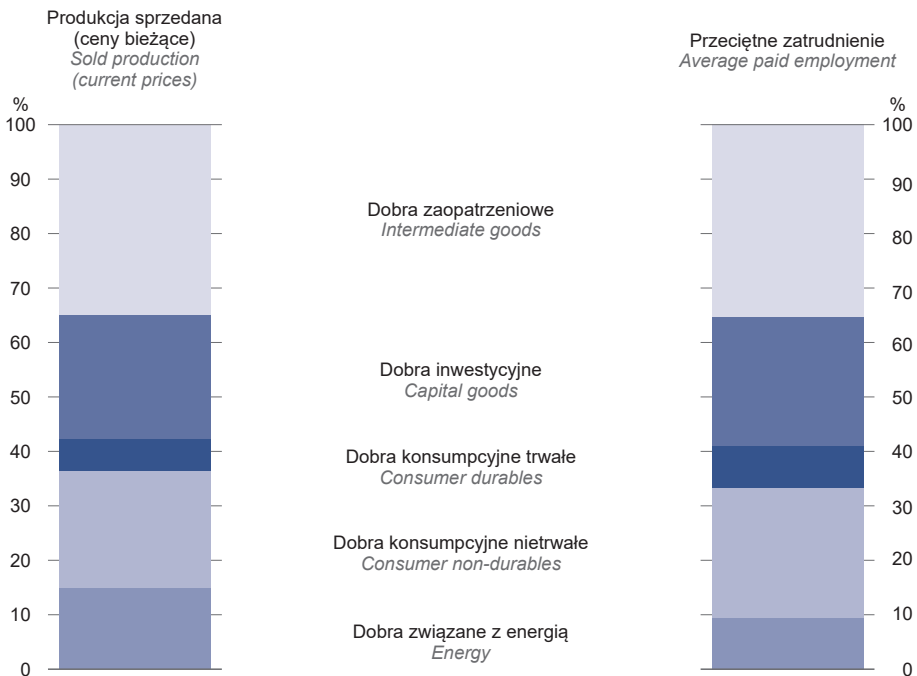 Produkcja sprzedana
(ceny bieżące)
Sold production
(current prices)
%
100
90
80
70
60
50
40
30
20
10
0
Dobra zaopatrzeniowe
Intermediate goods
Dobra inwestycyjne
Capital goods
Dobra konsumpcyjne trwałe
Consumer durables
Dobra konsumpcyjne nietrwałe
Consumer non-durables
Dobra związane z energią
Energy
Przeciętne zatrudnienie
Average paid employment
%
100
90
80
70
60
50
40
30
20
10
0